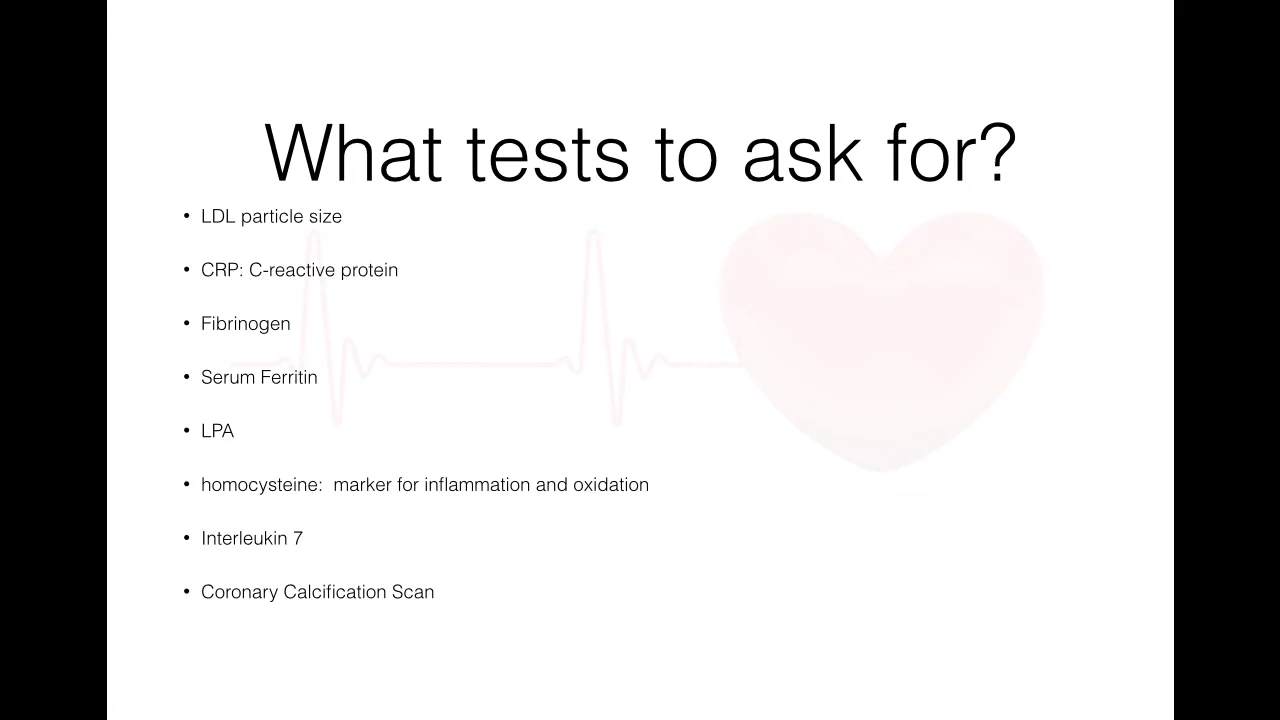 What tests to ask for?
• LDL particle size
• CRP: C-reactive protein
• Fibrinogen
• Serum Ferritin
• LPA
• homocysteine:  marker for inflammation and oxidation
• Interleukin 7
• Coronary Calcification Scan